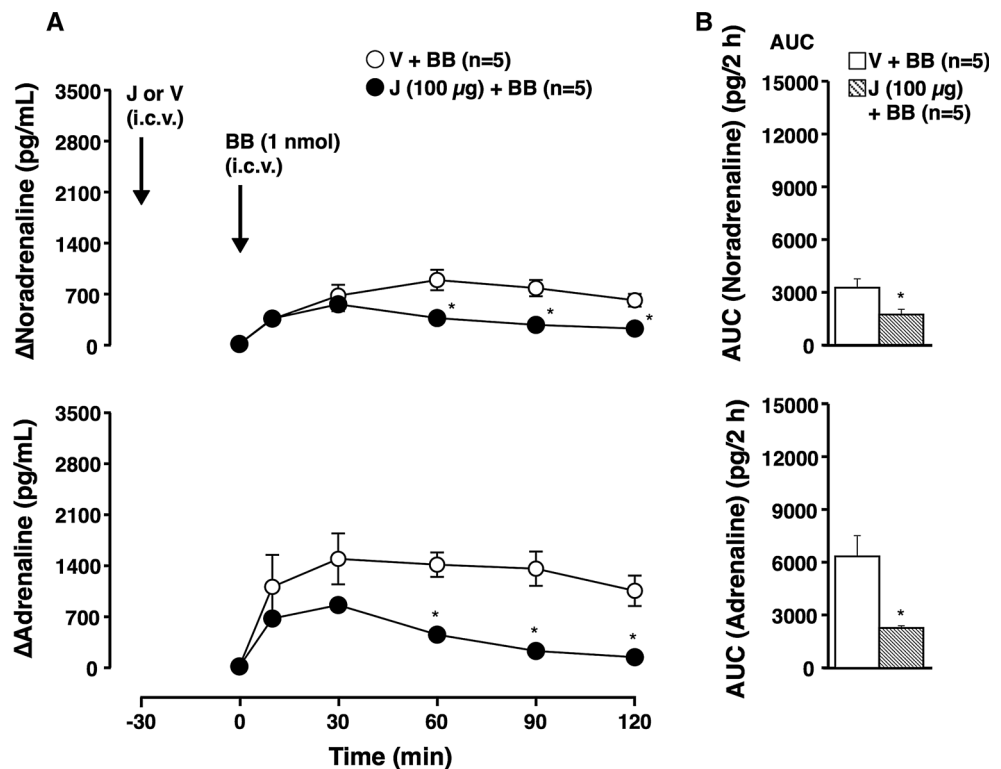 A
V + BB (n=5)
J (100 µg) + BB (n=5)
J or V
(i.c.v.)
BB (1 nmol)
(i.c.v.)
ΔNoradrenaline (pg/mL)
3500
2800
2100
1400
700
0
*
*
*
ΔAdrenaline (pg/mL)
3500
2800
2100
1400
700
0
*
*
*
-30 0 30 60 90 120
Time (min)
B
AUC
V + BB (n=5)
J (100 µg)
+ BB (n=5)
AUC (Noradrenaline) (pg/2 h)
15000
12000
9000
6000
3000
0
*
AUC (Adrenaline) (pg/2 h)
15000
12000
9000
6000
3000
0
*